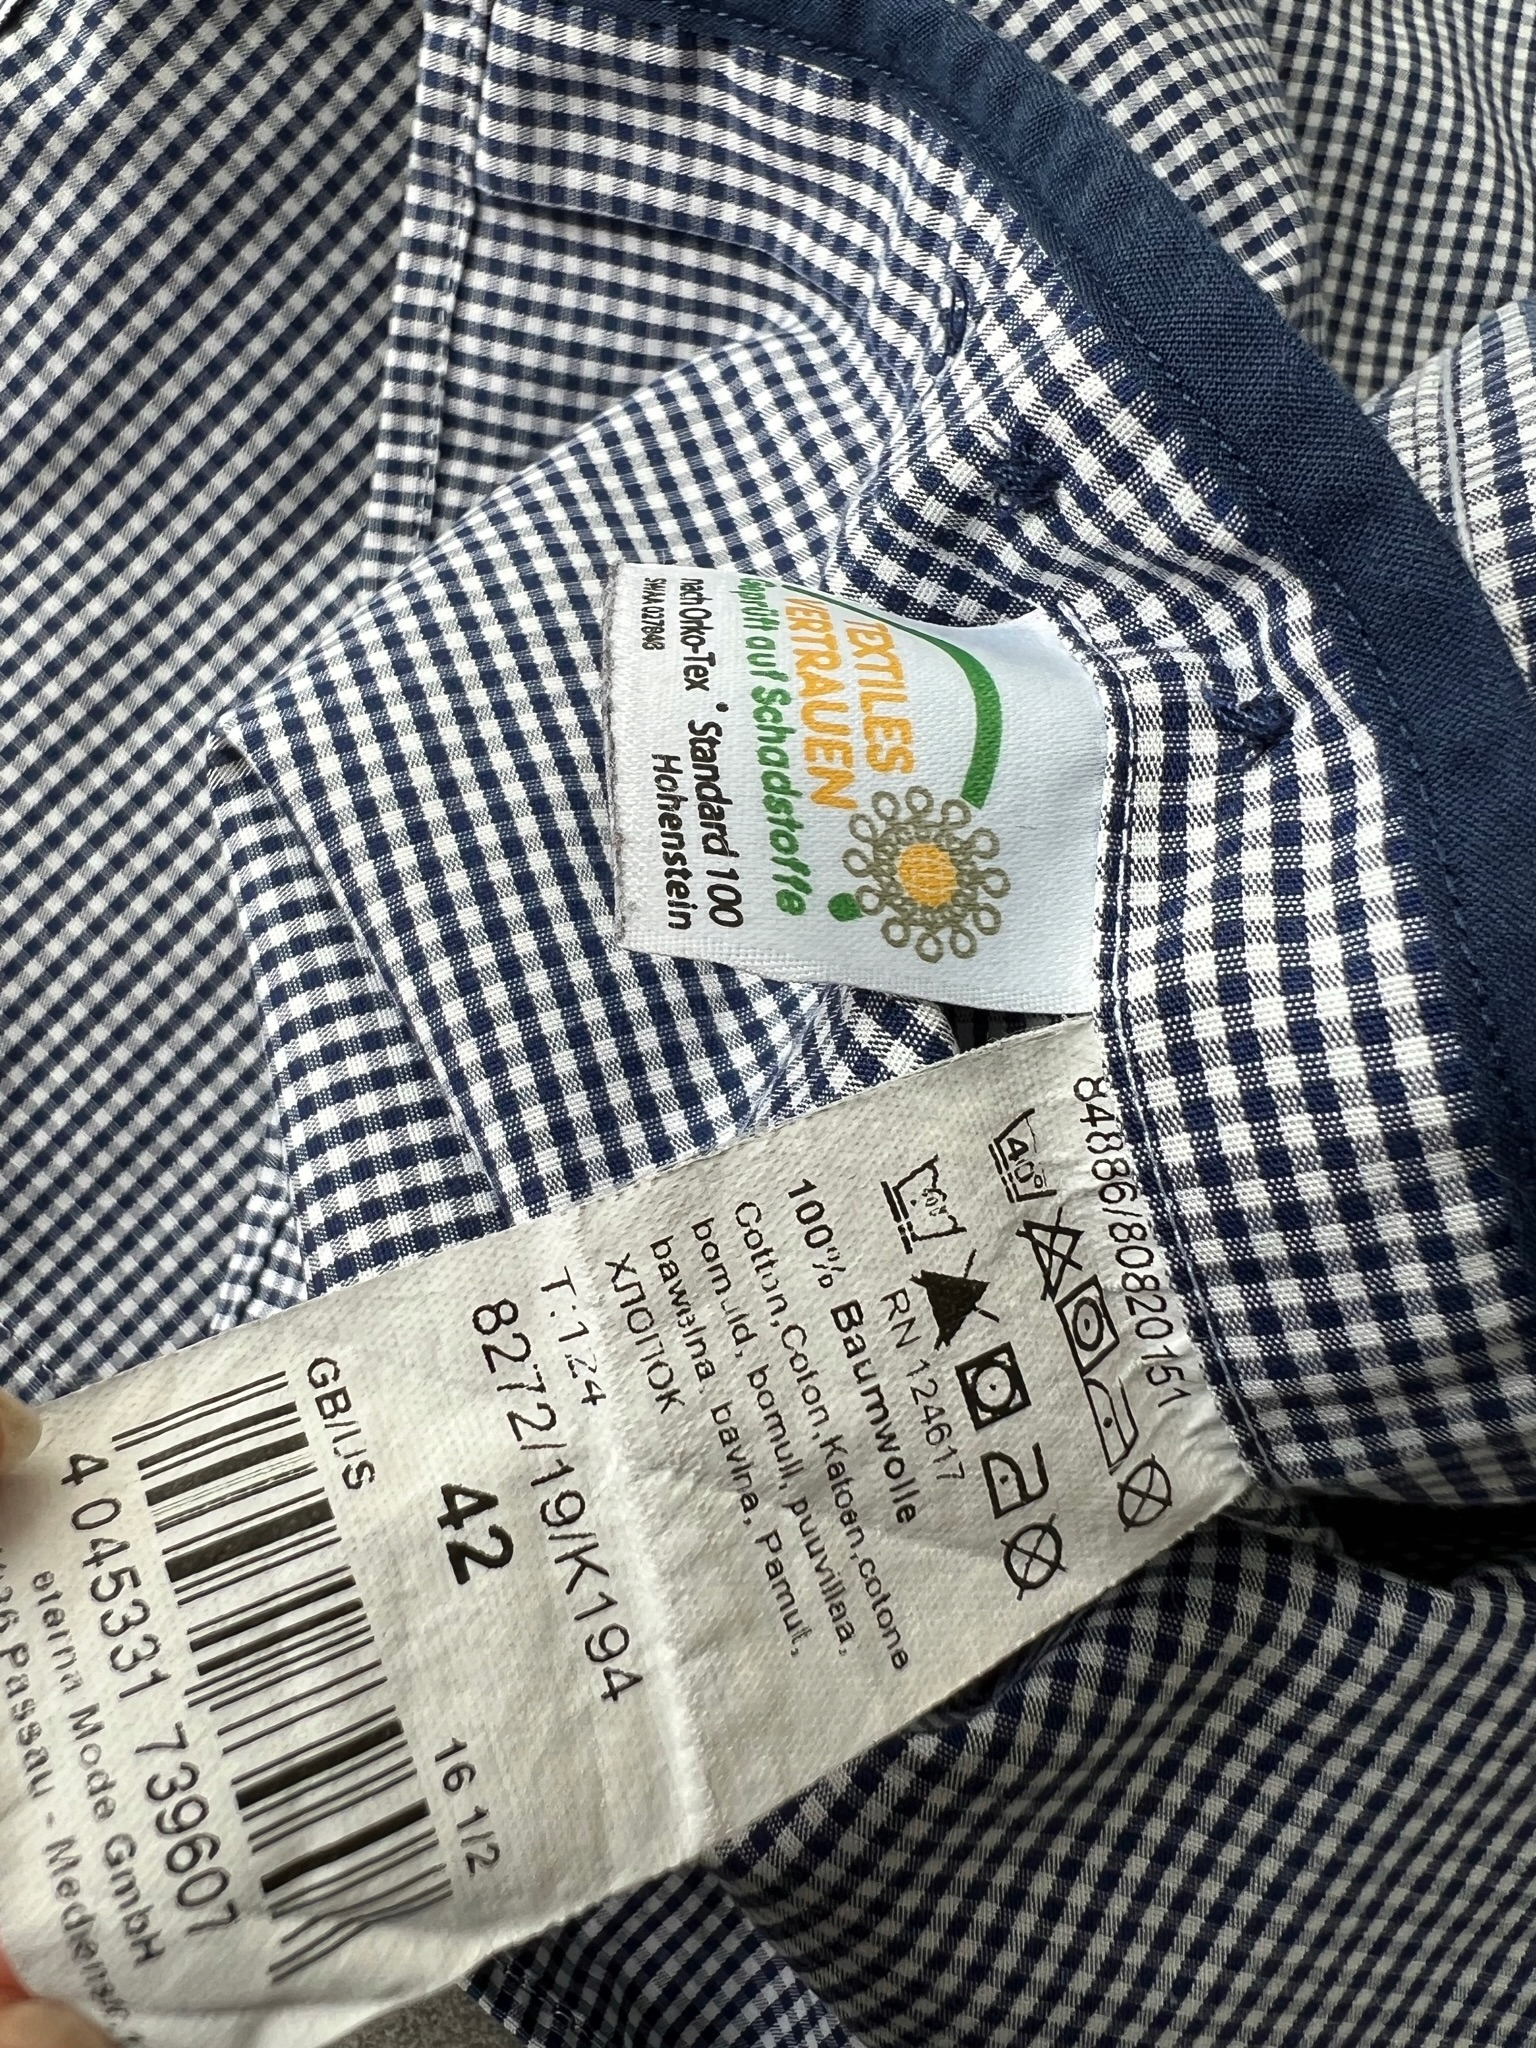 TEXTILES
VERTRAUEN
Geprüft auf Schadstoffe
nach Öko-Tex® Standard 100
Hohenstein
84886/80820151
40°
RN 124617
100% Baumwolle
Cotton, Coton, Katoen, cotone
bomuld, bomull, puuvillaa,
bawełna, bavlna, Pamut,
ХЛОПОК
T:124
8272/19/K194
42
GB/US 16 1/2
4 045331 739607
eterna Mode GmbH
Passau - Medienstr.